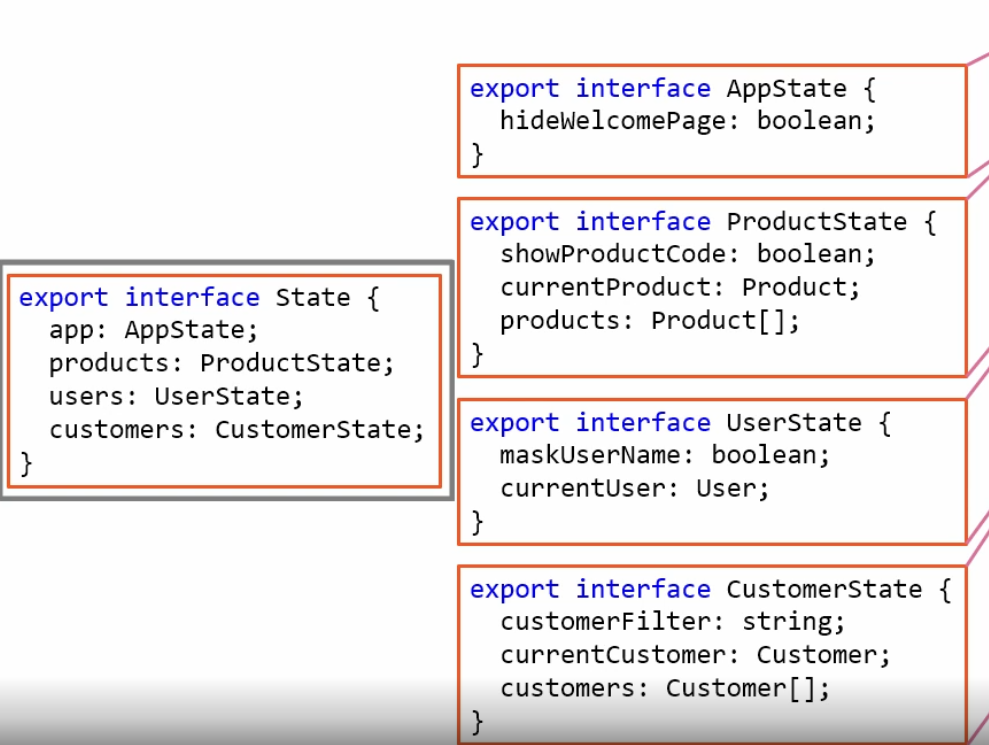 export interface State {
  app: AppState;
  products: ProductState;
  users: UserState;
  customers: CustomerState;
}
export interface AppState {
  hideWelcomePage: boolean;
}
export interface ProductState {
  showProductCode: boolean;
  currentProduct: Product;
  products: Product[];
}
export interface UserState {
  maskUserName: boolean;
  currentUser: User;
}
export interface CustomerState {
  customerFilter: string;
  currentCustomer: Customer;
  customers: Customer[];
}